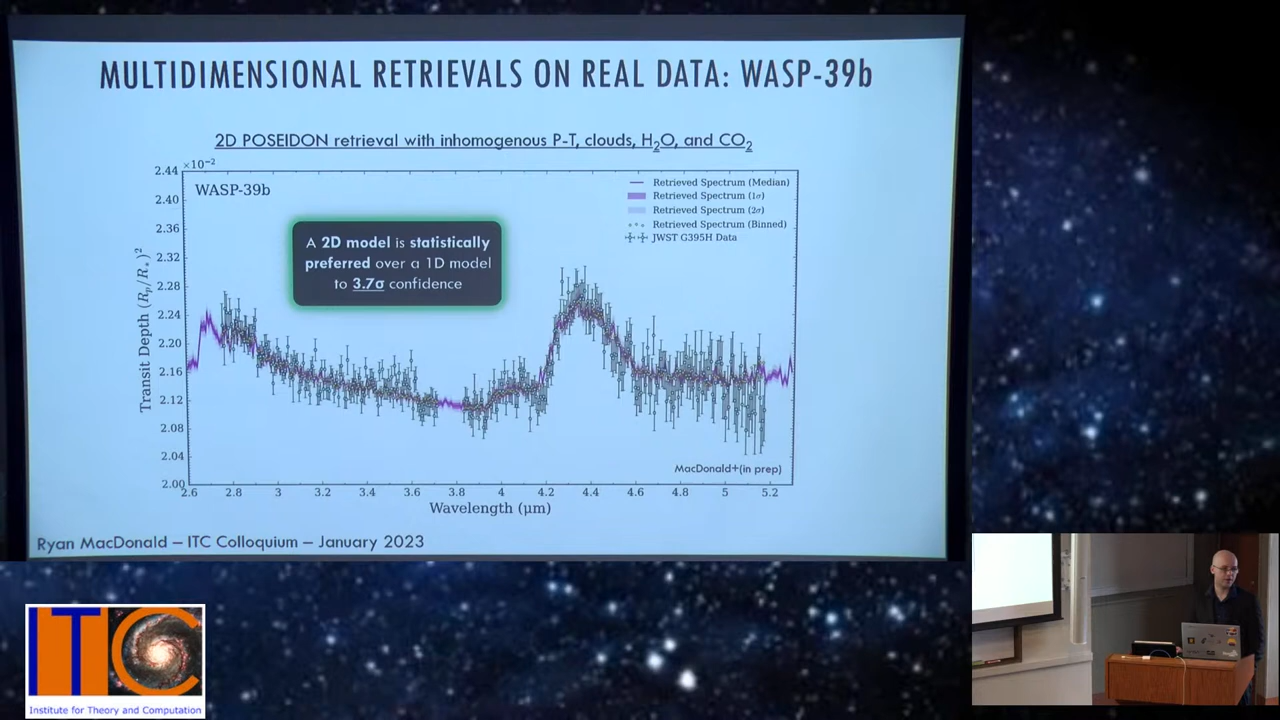 MULTIDIMENSIONAL RETRIEVALS ON REAL DATA: WASP-39b
2D POSEIDON retrieval with inhomogenous P-T, clouds, H₂O, and CO₂
×10⁻²
WASP-39b
Retrieved Spectrum (Median)
Retrieved Spectrum (1σ)
Retrieved Spectrum (2σ)
Retrieved Spectrum (Binned)
JWST G395H Data
A 2D model is statistically
preferred over a 1D model
to 3.7σ confidence
Transit Depth (Rₚ/R⁎)²
2.44
2.40
2.36
2.32
2.28
2.24
2.20
2.16
2.12
2.08
2.04
2.00
MacDonald+(in prep)
2.6 2.8 3 3.2 3.4 3.6 3.8 4 4.2 4.4 4.6 4.8 5 5.2
Wavelength (μm)
Ryan MacDonald – ITC Colloquium – January 2023
ITC
Institute for Theory and Computation